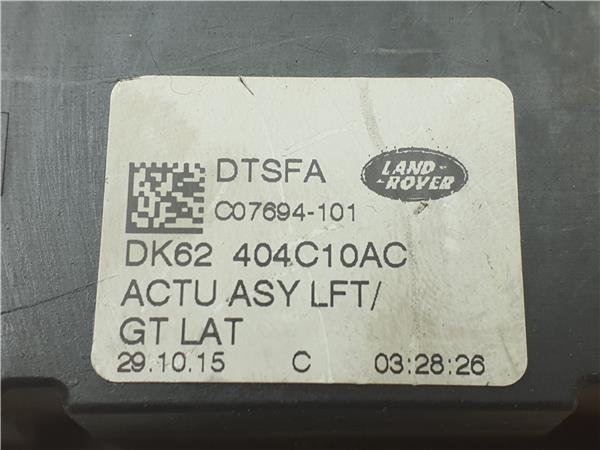 DTSFA
LAND-
ROVER
C07694-101
DK62 404C10AC
ACTU ASY LFT/
GT LAT
29.10.15 C 03:28:26